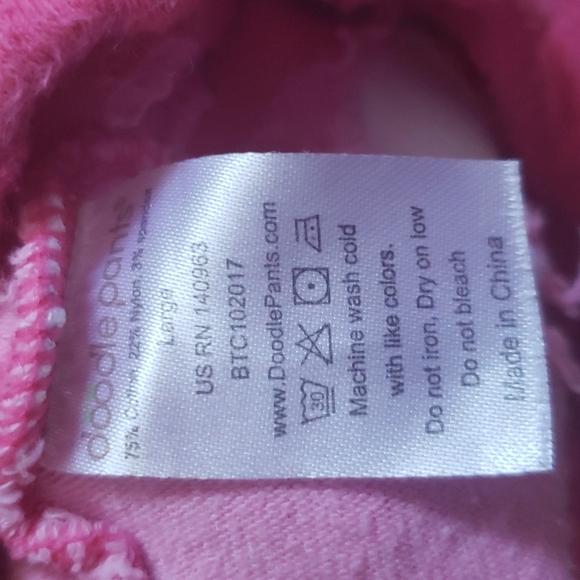 doodle pants®
75% Cotton 22% Nylon 3% spandex
Large
US RN 140963
BTC102017
www.DoodlePants.com
30
Machine wash cold
with like colors.
Do not iron, Dry on low
Do not bleach
Made in China